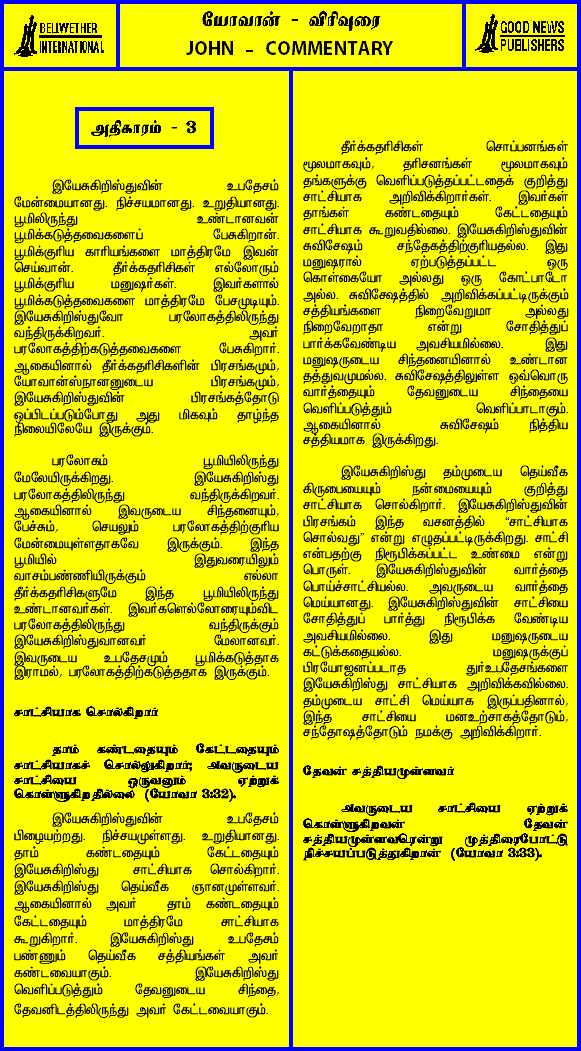 BELWETHER
INTERNATIONAL
யோவான் - விரிவுரை
JOHN - COMMENTARY
GOOD NEWS
PUBLISHERS
அதிகாரம் - 3
இயேசுகிறிஸ்துவின் உபதேசம்
மேன்மையானது. நிச்சயமானது. உறுதியானது.
பூமிலிருந்து உண்டானவன்
பூமிக்கடுத்தவைகளைப் பேசுகிறான்.
பூமிக்குரிய காரியங்களை மாத்திரமே இவன்
செய்வான். தீர்க்கதரிசிகள் எல்லோரும்
பூமிக்குரிய மனுஷர்கள். இவர்களால்
பூமிக்கடுத்தவைகளை மாத்திரமே பேசமுடியும்.
இயேசுகிறிஸ்துவோ பரலோகத்திலிருந்து
வந்திருக்கிறவர். அவர்
பரலோகத்திற்கடுத்தவைகளை பேசுகிறார்.
ஆகையினால் தீர்க்கதரிசிகளின் பிரசங்கமும்,
யோவான்ஸ்நானனுடைய பிரசங்கமும்,
இயேசுகிறிஸ்துவின் பிரசங்கத்தோடு
ஒப்பிடப்படும்போது அது மிகவும் தாழ்ந்த
நிலையிலேயே இருக்கும்.
பரலோகம் பூமியிலிருந்து
மேலேயிருக்கிறது. இயேசுகிறிஸ்து
பரலோகத்திலிருந்து வந்திருக்கிறவர்.
ஆகையினால் இவருடைய சிந்தனையும்,
பேச்சும், செயலும் பரலோகத்திற்குரிய
மேன்மையுள்ளதாகவே இருக்கும். இந்த
பூமியில் இதுவரையிலும்
வாசம்பண்ணியிருக்கும் எல்லா
தீர்க்கதரிசிகளுமே இந்த பூமியிலிருந்து
உண்டானவர்கள். இவர்களெல்லோரையும்விட
பரலோகத்திலிருந்து வந்திருக்கும்
இயேசுகிறிஸ்துவானவர் மேலானவர்.
இவருடைய உபதேசமும் பூமிக்கடுத்தாக
இராமல், பரலோகத்திற்கடுத்ததாக இருக்கும்.
சாட்சியாக சொல்கிறார்
தாம் கண்டதையும் கேட்டதையும்
சாட்சியாகச் சொல்லுகிறார்; அவருடைய
சாட்சியை ஒருவனும் ஏற்றுக்
கொள்ளுகிறதில்லை (யோவா 3:32).
இயேசுகிறிஸ்துவின் உபதேசம்
பிழையற்றது. நிச்சயமுள்ளது. உறுதியானது.
தாம் கண்டதையும் கேட்டதையும்
இயேசுகிறிஸ்து சாட்சியாக சொல்கிறார்.
இயேசுகிறிஸ்து தெய்வீக ஞானமுள்ளவர்.
ஆகையினால் அவர் தாம் கண்டதையும்
கேட்டதையும் மாத்திரமே சாட்சியாக
கூறுகிறார். இயேசுகிறிஸ்து உபதேசம்
பண்ணும் தெய்வீக சத்தியங்கள் அவர்
கண்டவையாகும். இயேசுகிறிஸ்து
வெளிப்படுத்தும் தேவனுடைய சிந்தை,
தேவனிடத்திலிருந்து அவர் கேட்டவையாகும்.
தீர்க்கதரிசிகள் சொப்பனங்கள்
மூலமாகவும், தரிசனங்கள் மூலமாகவும்
தங்களுக்கு வெளிப்படுத்தப்பட்டதைக் குறித்து
சாட்சியாக அறிவிக்கிறார்கள். இவர்கள்
தாங்கள் கண்டதையும் கேட்டதையும்
சாட்சியாக கூறுவதில்லை. இயேசுகிறிஸ்துவின்
சுவிசேஷம் சந்தேகத்திற்குரியதல்ல. இது
மனுஷரால் ஏற்படுத்தப்பட்ட ஒரு
கொள்கையோ அல்லது ஒரு கோட்பாடோ
அல்ல. சுவிசேஷத்தில் அறிவிக்கப்பட்டிருக்கும்
சத்தியங்களை நிறைவேறுமா அல்லது
நிறைவேறாதா என்று சோதித்துப்
பார்க்கவேண்டிய அவசியமில்லை. இது
மனுஷருடைய சிந்தனையினால் உண்டான
தத்துவமுமல்ல. சுவிசேஷத்திலுள்ள ஒவ்வொரு
வார்த்தையும் தேவனுடைய சிந்தையை
வெளிப்படுத்தும் வெளிப்பாடாகும்.
ஆகையினால் சுவிசேஷம் நித்திய
சத்தியமாக இருக்கிறது.
இயேசுகிறிஸ்து தம்முடைய தெய்வீக
கிருபையையும் நன்மையையும் குறித்து
சாட்சியாக சொல்கிறார். இயேசுகிறிஸ்துவின்
பிரசங்கம் இந்த வசனத்தில் "சாட்சியாக
சொல்வது" என்று எழுதப்பட்டிருக்கிறது. சாட்சி
என்பதற்கு நிரூபிக்கப்பட்ட உண்மை என்று
பொருள். இயேசுகிறிஸ்துவின் வார்த்தை
பொய்ச்சாட்சியல்ல. அவருடைய வார்த்தை
மெய்யானது. இயேசுகிறிஸ்துவின் சாட்சியை
சோதித்துப் பார்த்து நிரூபிக்க வேண்டிய
அவசியமில்லை. இது மனுஷருடைய
கட்டுக்கதையல்ல. மனுஷருக்குப்
பிரயோஜனப்படாத துர்உபதேசங்களை
இயேசுகிறிஸ்து சாட்சியாக அறிவிக்கவில்லை.
தம்முடைய சாட்சி மெய்யாக இருப்பதினால்,
இந்த சாட்சியை மனஉற்சாகத்தோடும்,
சந்தோஷத்தோடும் நமக்கு அறிவிக்கிறார்.
தேவன் சத்தியமுள்ளவர்
அவருடைய சாட்சியை ஏற்றுக்
கொள்ளுகிறவன் தேவன்
சத்தியமுள்ளவரென்று முத்திரைபோட்டு
நிச்சயப்படுத்துகிறான் (யோவா 3:33).